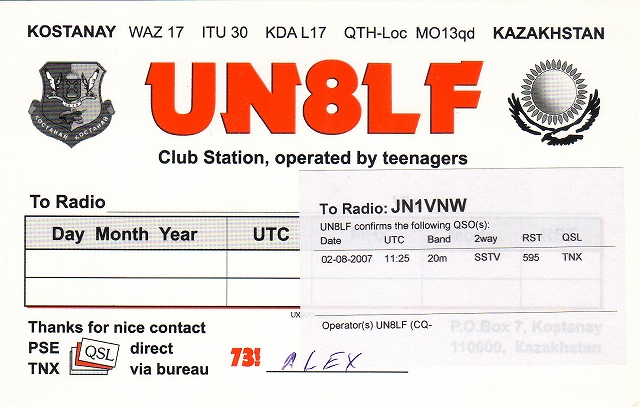 KOSTANAY WAZ 17 ITU 30 KDA L17 QTH-Loc MO13qd KAZAKHSTAN
КОСТАНАЙ ҚОСТАНАЙ
UN8LF
Club Station, operated by teenagers
To Radio
Day Month Year UTC
To Radio: JN1VNW
UN8LF confirms the following QSO(s):
Date UTC Band 2way RST QSL
02-08-2007 11:25 20m SSTV 595 TNX
UX
Operator(s) UN8LF (CQ-
P.O.Box 7, Kostanay
110000, Kazakhstan
Thanks for nice contact
PSE QSL direct
TNX via bureau
73! ALEX